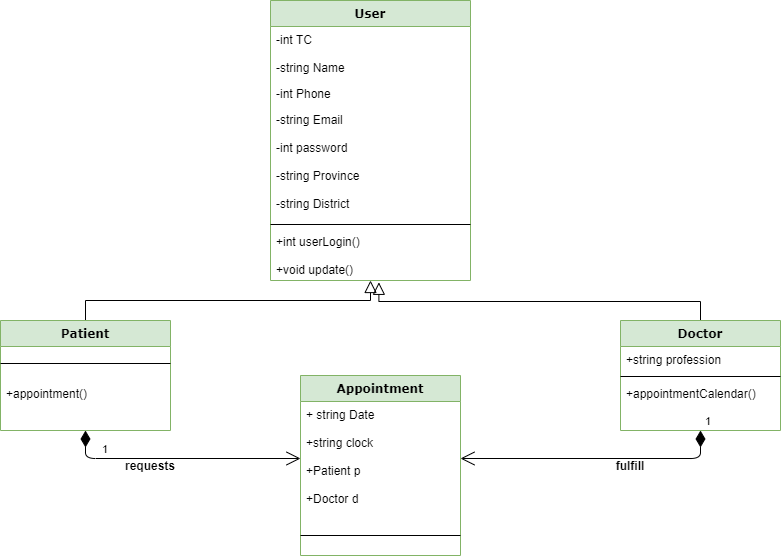 User
-int TC
-string Name
-int Phone
-string Email
-int password
-string Province
-string District
+int userLogin()
+void update()
Patient
+appointment()
Doctor
+string profession
+appointmentCalendar()
Appointment
+ string Date
+string clock
+Patient p
+Doctor d
1
requests
1
fulfill